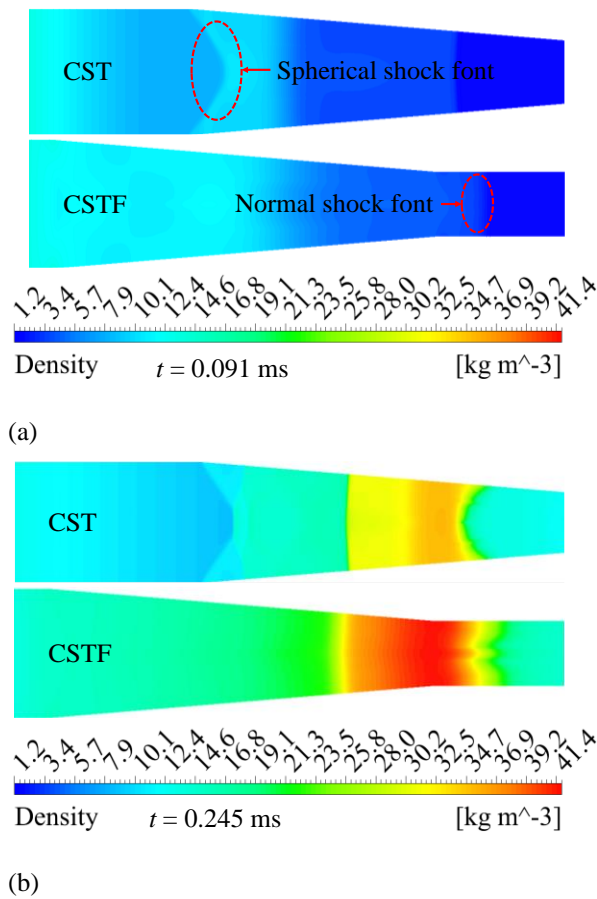 CST
Spherical shock font
CSTF
Normal shock font
1.2 3.4 5.7 7.9 10.1 12.4 14.6 16.8 19.1 21.3 23.5 25.8 28.0 30.2 32.5 34.7 36.9 39.2 41.4
Density t = 0.091 ms [kg m^-3]
(a)
CST
CSTF
1.2 3.4 5.7 7.9 10.1 12.4 14.6 16.8 19.1 21.3 23.5 25.8 28.0 30.2 32.5 34.7 36.9 39.2 41.4
Density t = 0.245 ms [kg m^-3]
(b)